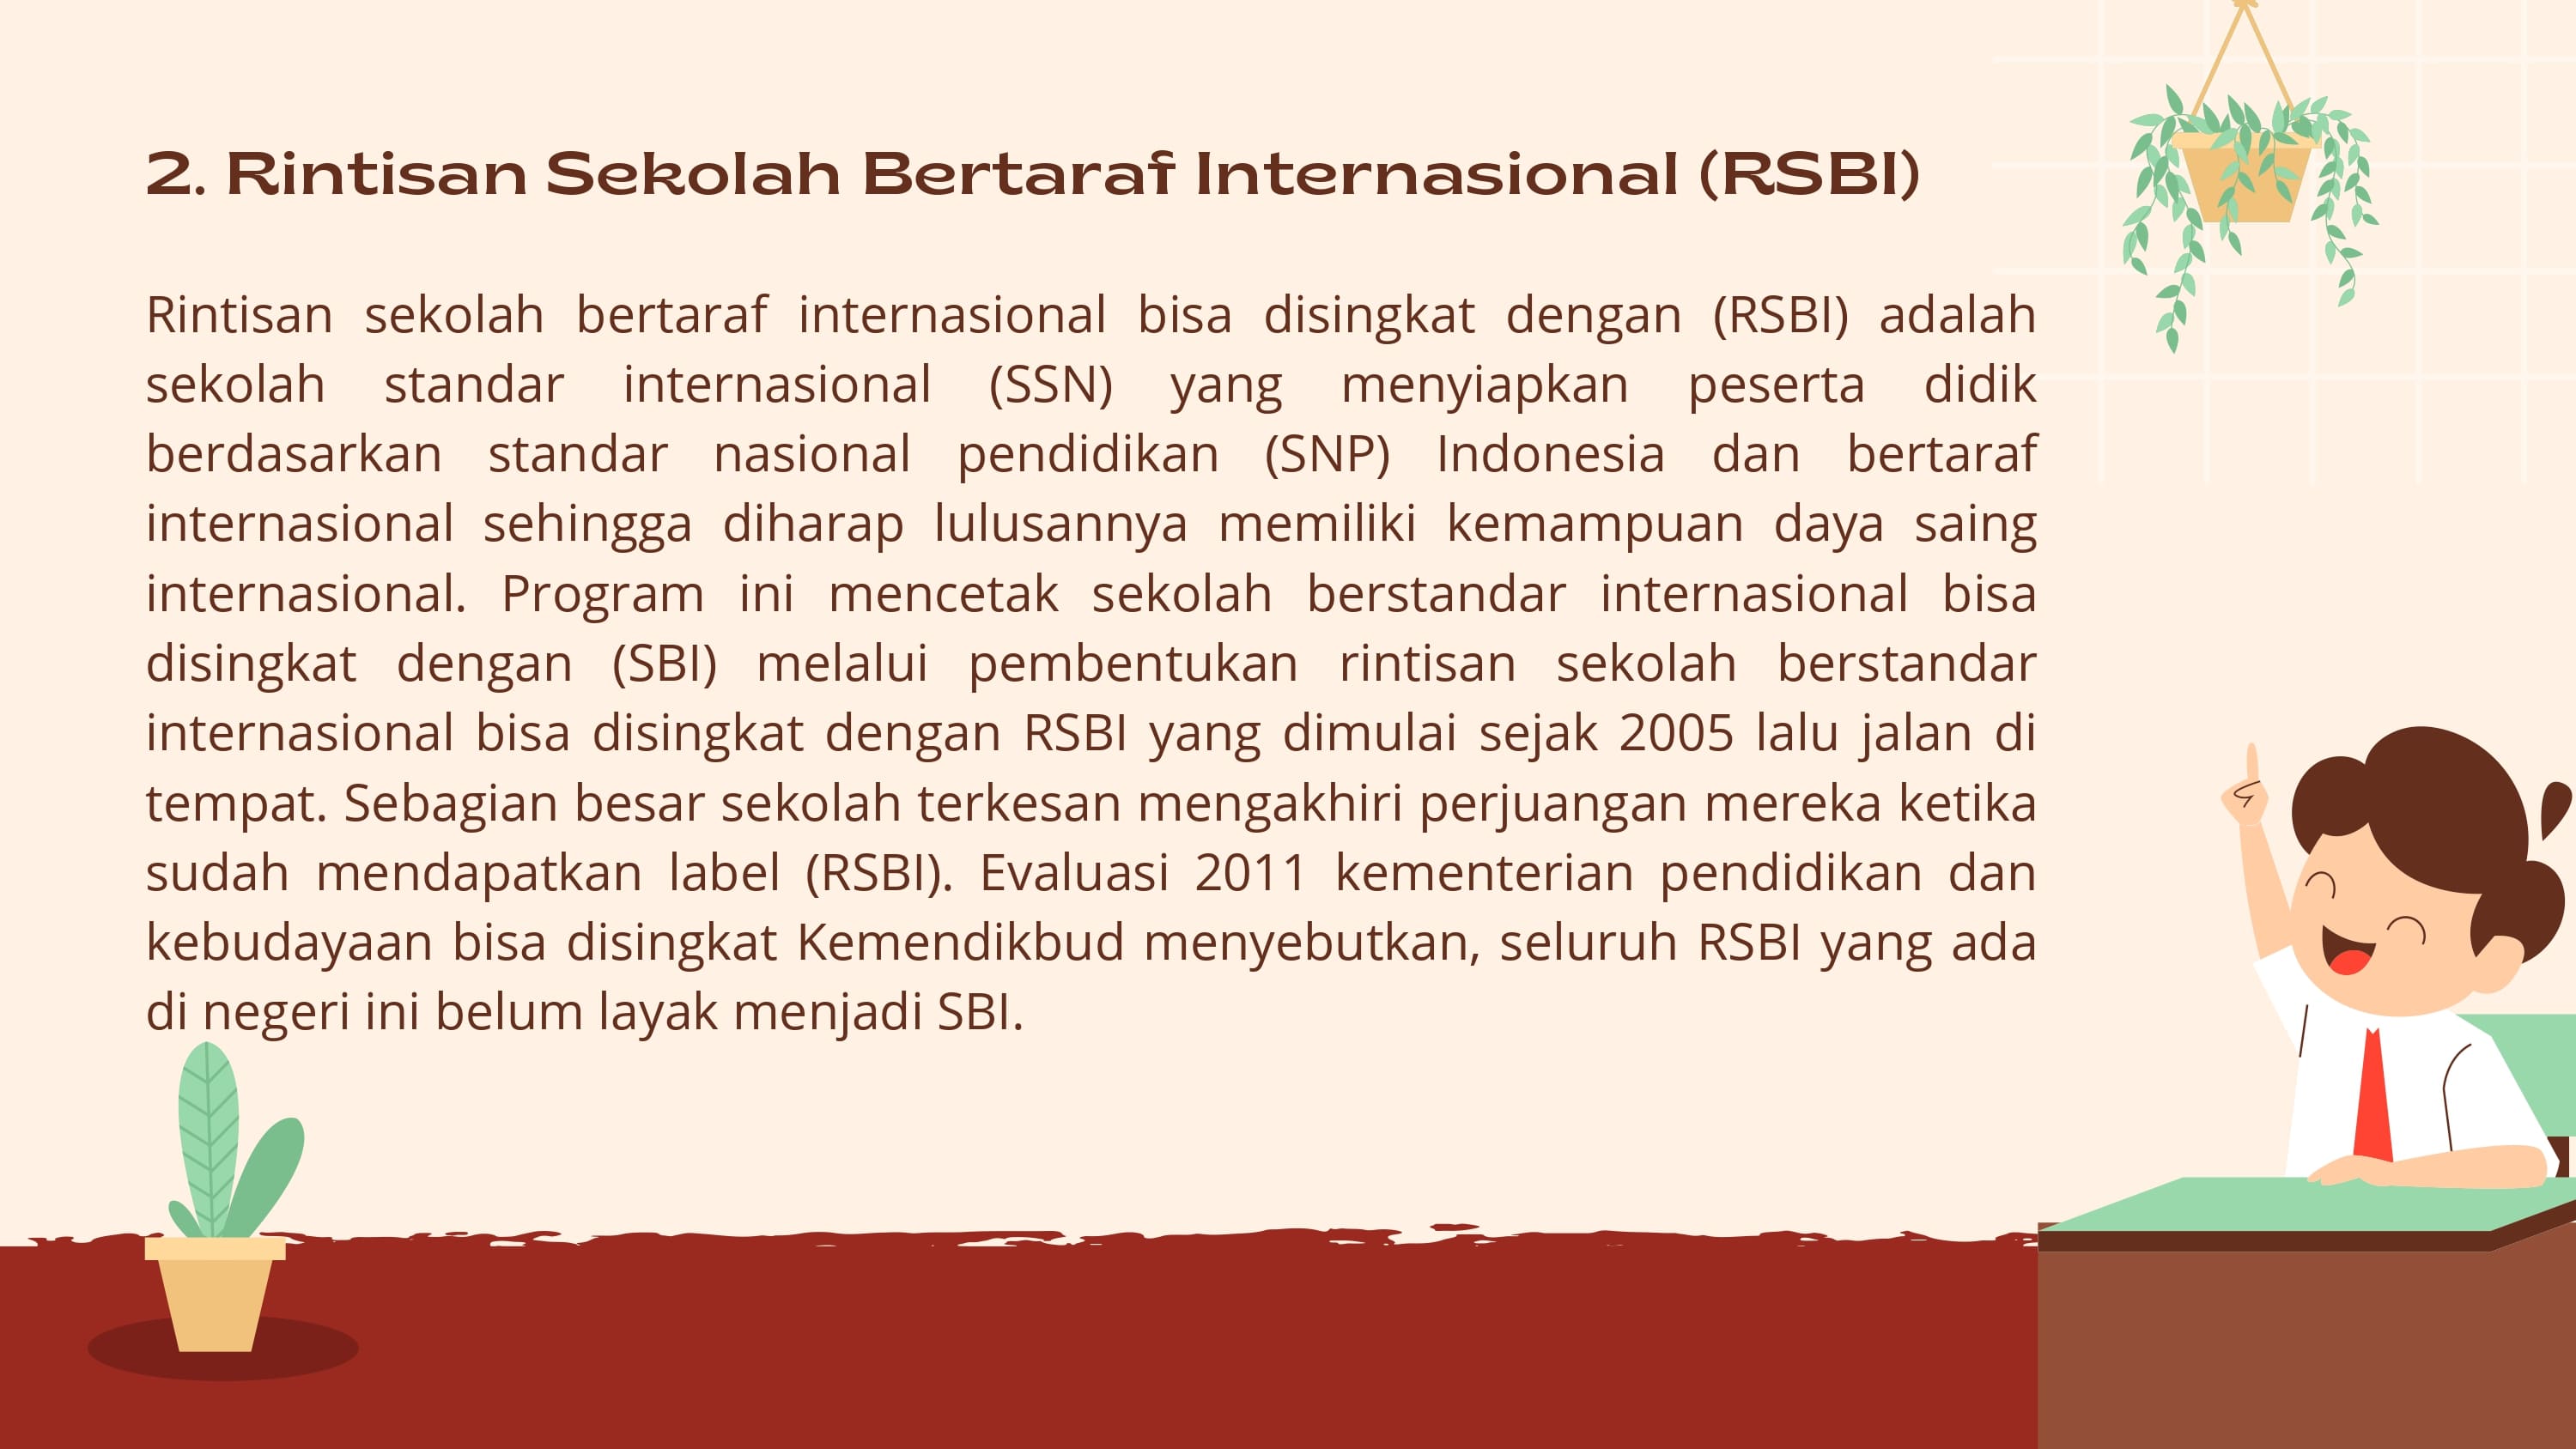 2. Rintisan Sekolah Bertaraf Internasional (RSBI)
Rintisan sekolah bertaraf internasional bisa disingkat dengan (RSBI) adalah
sekolah standar internasional (SSN) yang menyiapkan peserta didik
berdasarkan standar nasional pendidikan (SNP) Indonesia dan bertaraf
internasional sehingga diharap lulusannya memiliki kemampuan daya saing
internasional. Program ini mencetak sekolah berstandar internasional bisa
disingkat dengan (SBI) melalui pembentukan rintisan sekolah berstandar
internasional bisa disingkat dengan RSBI yang dimulai sejak 2005 lalu jalan di
tempat. Sebagian besar sekolah terkesan mengakhiri perjuangan mereka ketika
sudah mendapatkan label (RSBI). Evaluasi 2011 kementerian pendidikan dan
kebudayaan bisa disingkat Kemendikbud menyebutkan, seluruh RSBI yang ada
di negeri ini belum layak menjadi SBI.